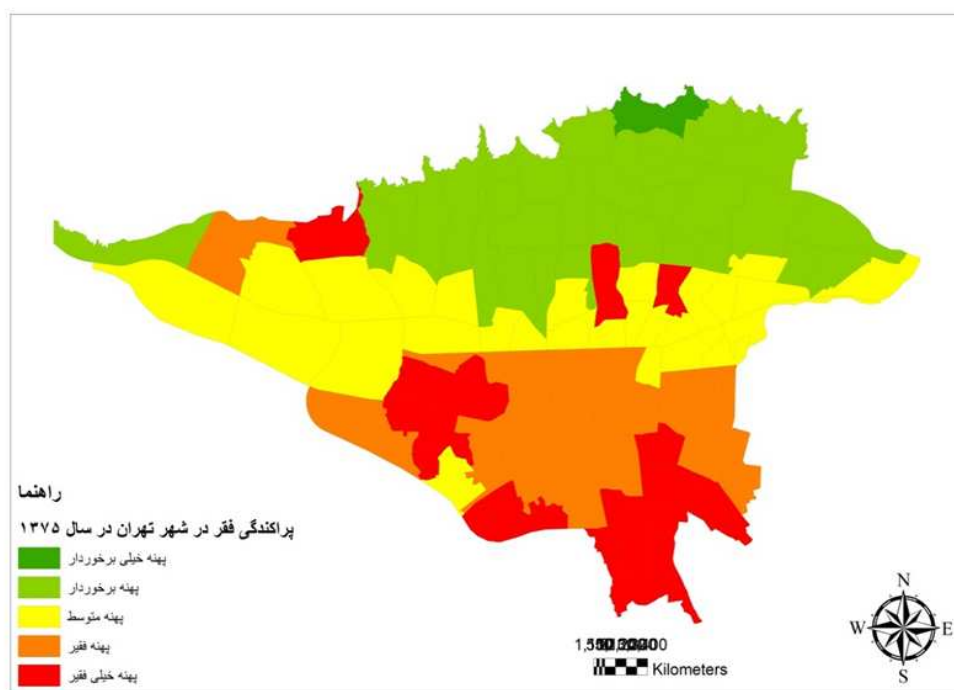 راهنما
پراکندگی فقر در شهر تهران در سال ۱۳۷۵
پهنه خیلی برخوردار
پهنه برخوردار
پهنه متوسط
پهنه فقیر
پهنه خیلی فقیر
N
W E
S
Kilometers